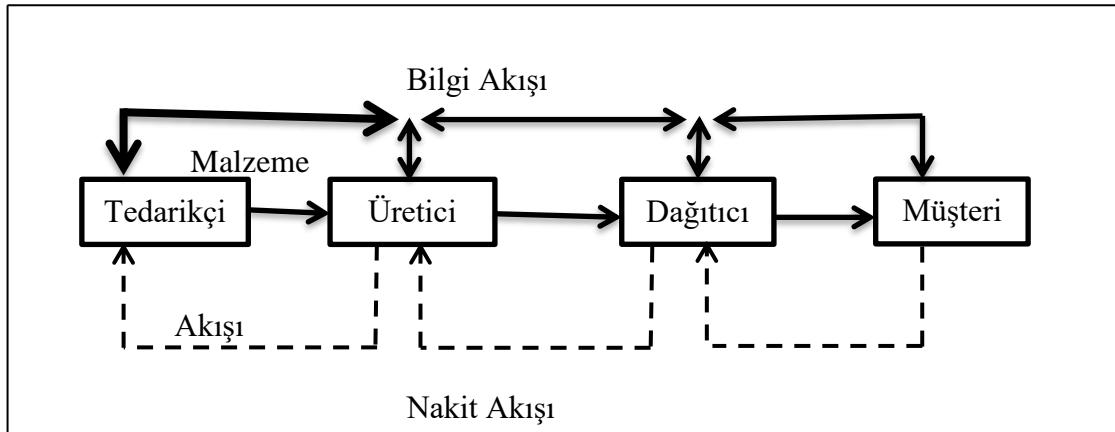 Bilgi Akışı
Malzeme
Tedarikçi
Üretici
Dağıtıcı
Müşteri
Akışı
Nakit Akışı